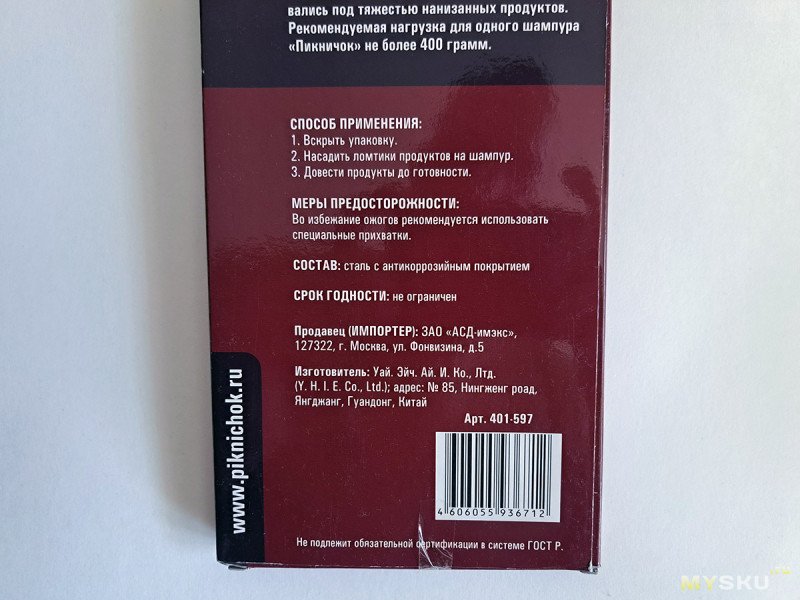 вались под тяжестью нанизанных продуктов.
Рекомендуемая нагрузка для одного шампура
«Пикничок» не более 400 грамм.
СПОСОБ ПРИМЕНЕНИЯ:
1. Вскрыть упаковку.
2. Насадить ломтики продуктов на шампур.
3. Довести продукты до готовности.
МЕРЫ ПРЕДОСТОРОЖНОСТИ:
Во избежание ожогов рекомендуется использовать
специальные прихватки.
СОСТАВ: сталь с антикоррозийным покрытием
СРОК ГОДНОСТИ: не ограничен
Продавец (ИМПОРТЕР): ЗАО «АСД-имэкс»,
127322, г. Москва, ул. Фонвизина, д.5
Изготовитель: Уай. Эйч. Ай. И. Ко., Лтд.
(Y. H. I. E. Co., Ltd.); адрес: № 85, Нингженг роад,
Янгджанг, Гуандонг, Китай
Арт. 401-597
4 606055 936712
Не подлежит обязательной сертификации в системе ГОСТ Р.
www.piknichok.ru
MYSKU.ru